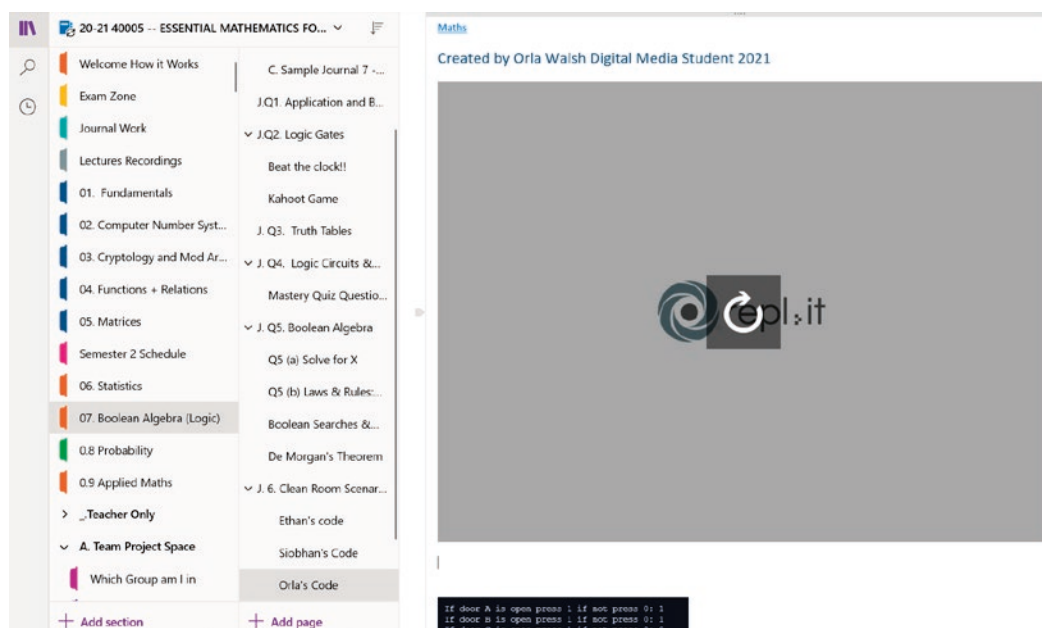 20-21 40005 -- ESSENTIAL MATHEMATICS FO...
Welcome How it Works
Exam Zone
Journal Work
Lectures Recordings
01. Fundamentals
02. Computer Number Syst...
03. Cryptology and Mod Ar...
04. Functions + Relations
05. Matrices
Semester 2 Schedule
06. Statistics
07. Boolean Algebra (Logic)
0.8 Probability
0.9 Applied Maths
_Teacher Only
A. Team Project Space
Which Group am I in
Add section
C. Sample Journal 7 -...
J.Q1. Application and B...
J.Q2. Logic Gates
Beat the clock!!
Kahoot Game
J. Q3. Truth Tables
J. Q4. Logic Circuits &...
Mastery Quiz Questio...
J. Q5. Boolean Algebra
Q5 (a) Solve for X
Q5 (b) Laws & Rules:...
Boolean Searches &...
De Morgan's Theorem
J. 6. Clean Room Scenar...
Ethan's code
Siobhan's Code
Orla's Code
Add page
Maths
Created by Orla Walsh Digital Media Student 2021
repl.it
If door A is open press 1 if not press 0: 1
If door B is open press 1 if not press 0: 1